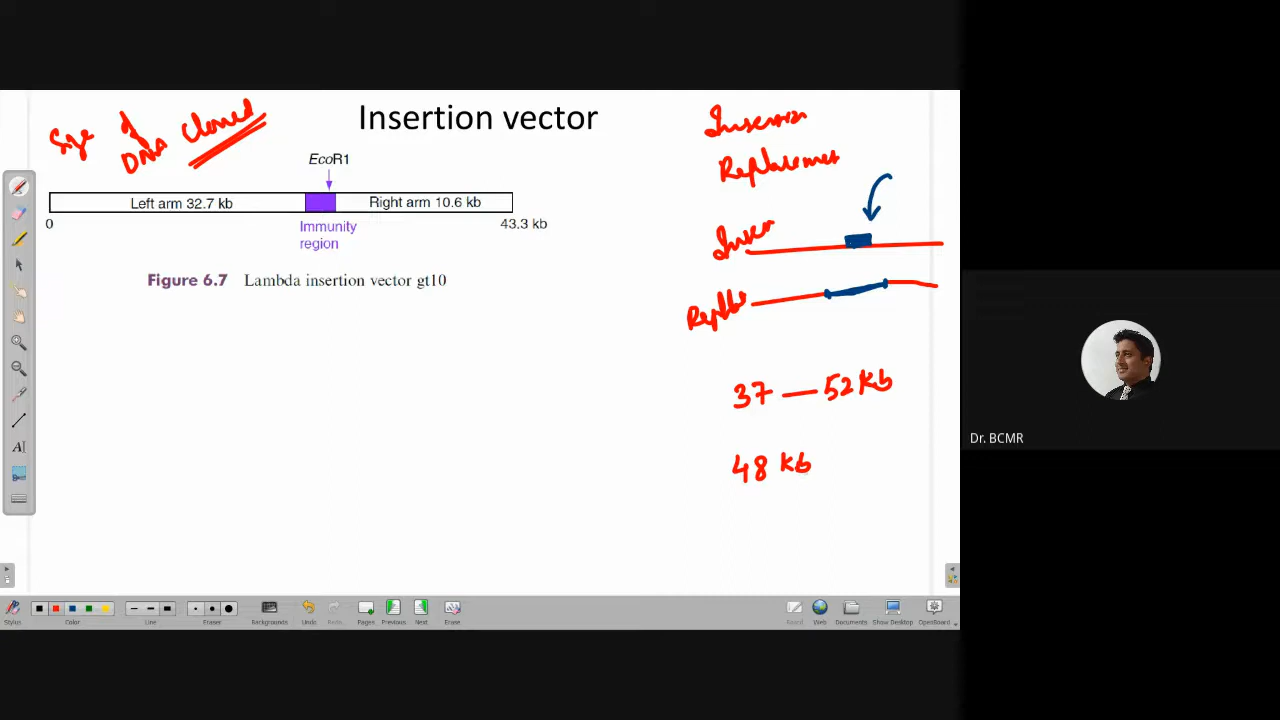 Insertion vector
Size of
DNA cloned
EcoR1
Left arm 32.7 kb
Right arm 10.6 kb
0
Immunity
region
43.3 kb
Figure 6.7 Lambda insertion vector gt10
Insertion
Replacemen
Inser
37 — 52 Kb
48 Kb
Dr. BCMR
Stylus
Color
Line
Eraser
Backgrounds
Undo
Redo
Pages
Previous
Next
Erase
Board
Web
Documents
Show Desktop
OpenBoard